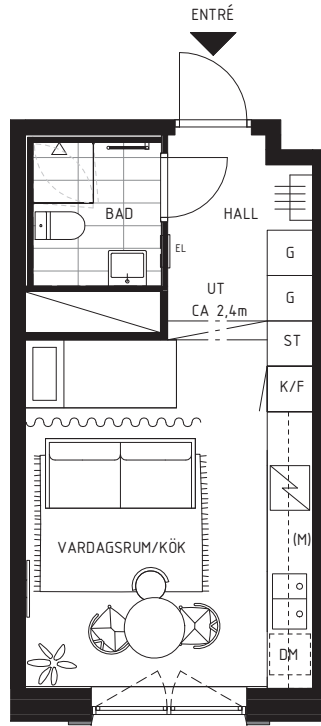 ENTRÉ
BAD
HALL
EL
G
UT
CA 2,4m
G
ST
K/F
(M)
VARDAGSRUM/KÖK
DM